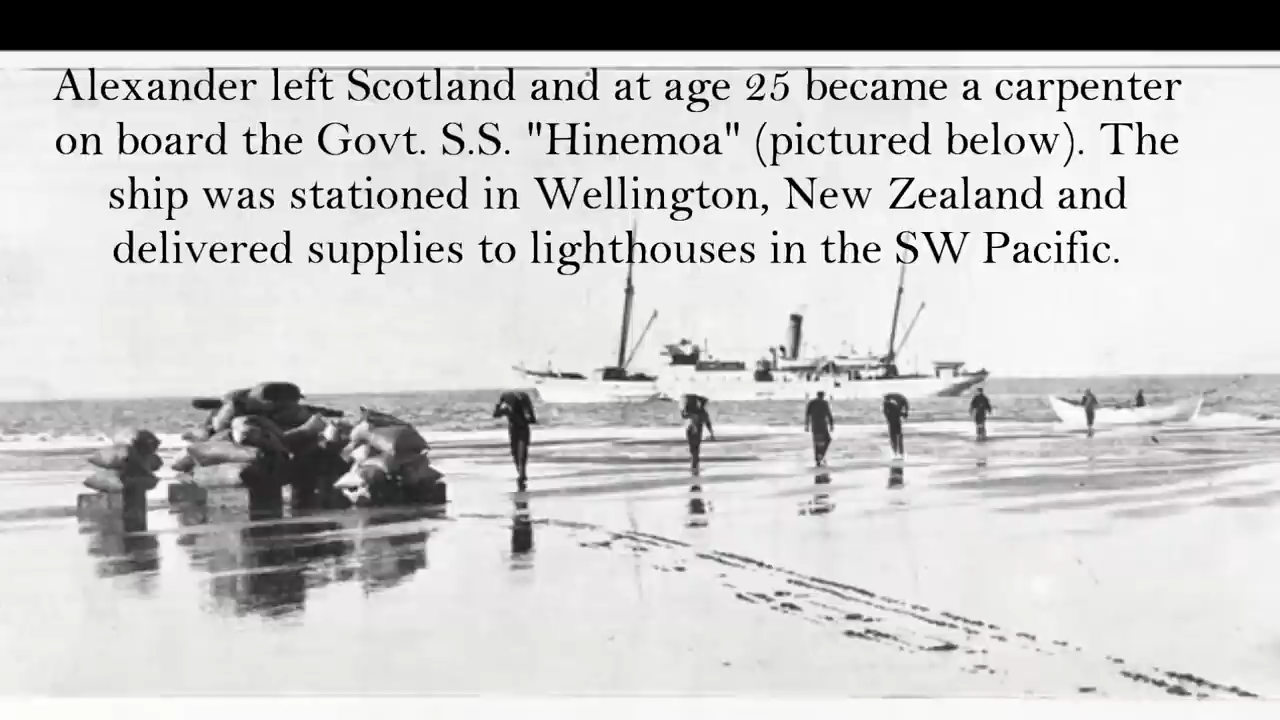 Alexander left Scotland and at age 25 became a carpenter
on board the Govt. S.S. "Hinemoa" (pictured below). The
ship was stationed in Wellington, New Zealand and
delivered supplies to lighthouses in the SW Pacific.